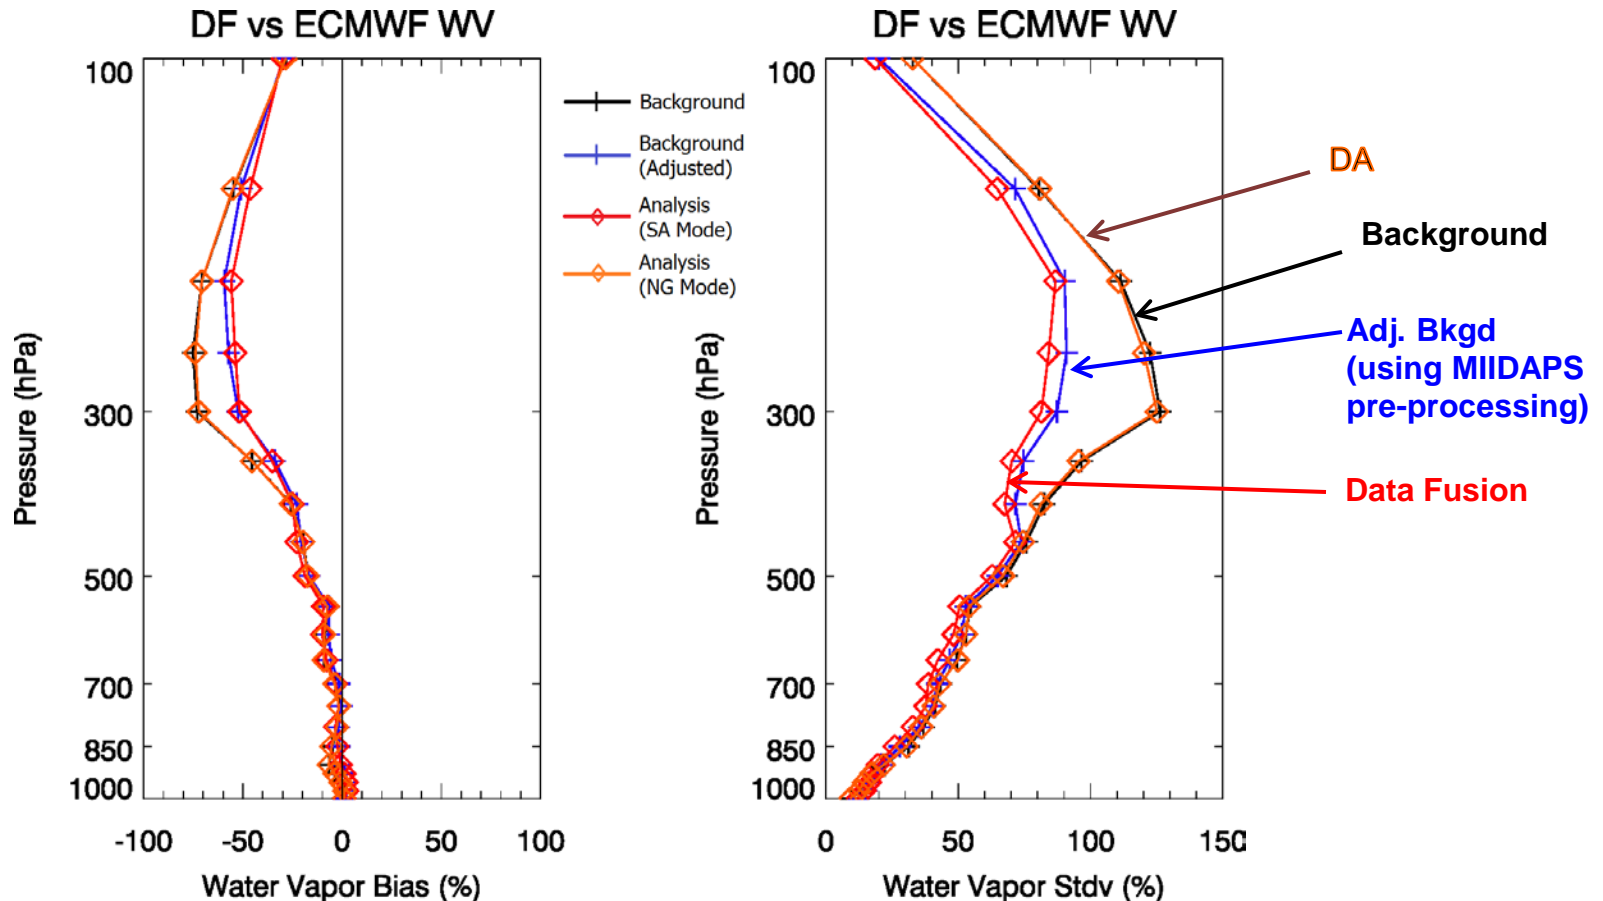 DF vs ECMWF WV
100
300
500
700
850
1000
Pressure (hPa)
-100 -50 0 50 100
Water Vapor Bias (%)
Background
Background
(Adjusted)
Analysis
(SA Mode)
Analysis
(NG Mode)
DF vs ECMWF WV
100
300
500
700
850
1000
Pressure (hPa)
0 50 100 150
Water Vapor Stdv (%)
DA
Background
Adj. Bkgd
(using MIIDAPS
pre-processing)
Data Fusion